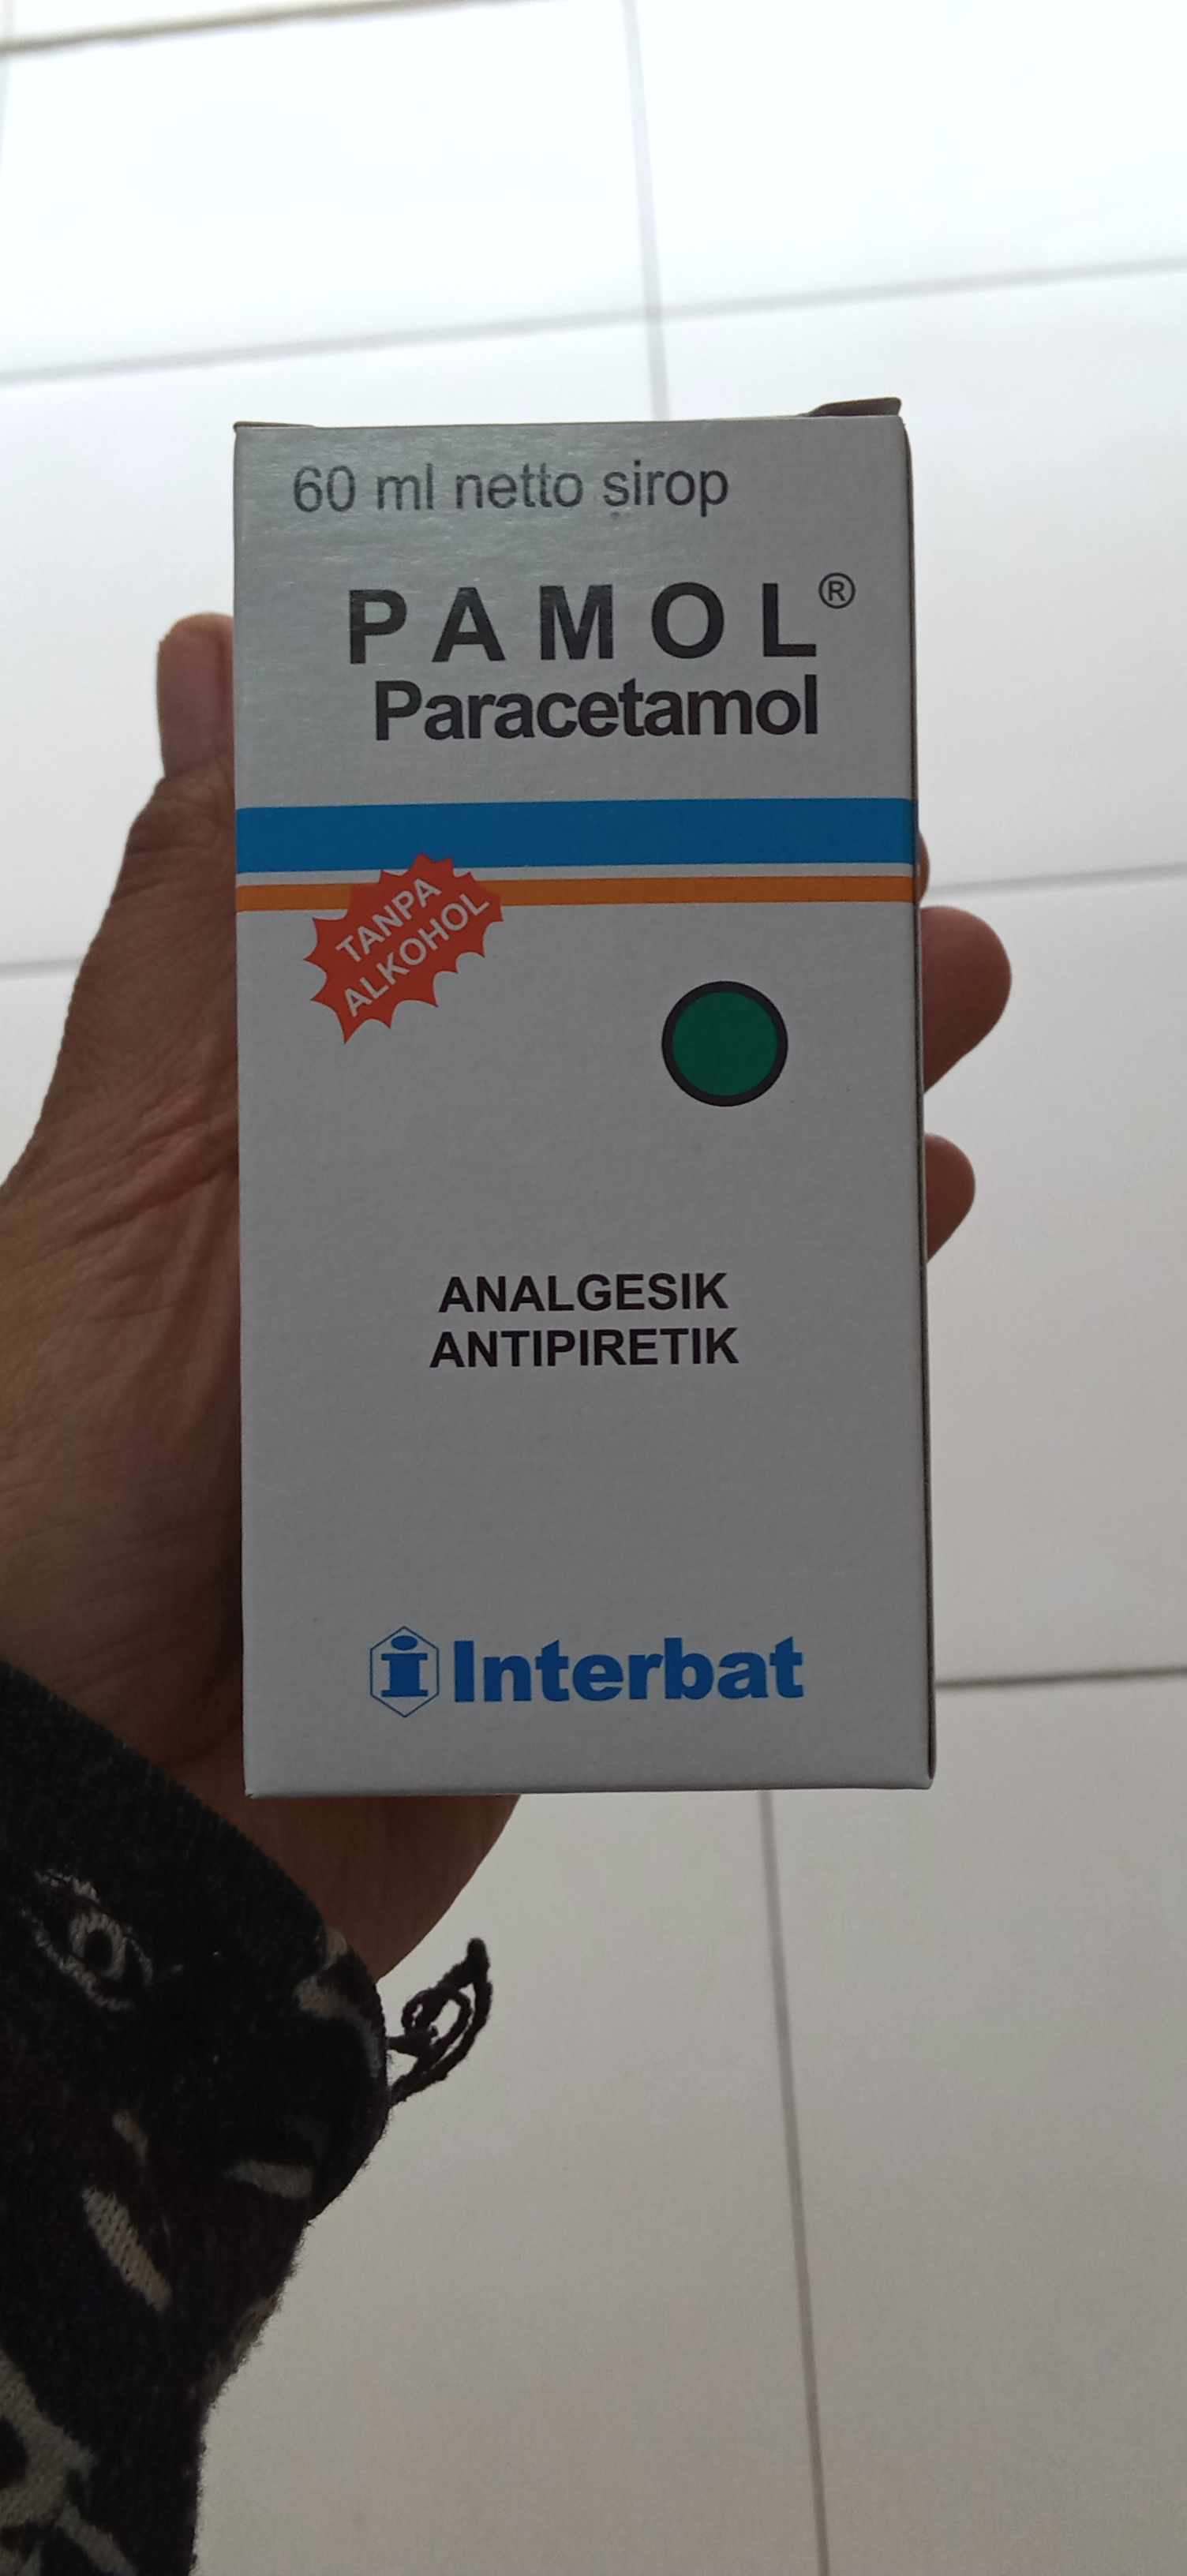 60 ml netto sirop
PAMOL®
Paracetamol
TANPA
ALKOHOL
ANALGESIK
ANTIPIRETIK
Interbat